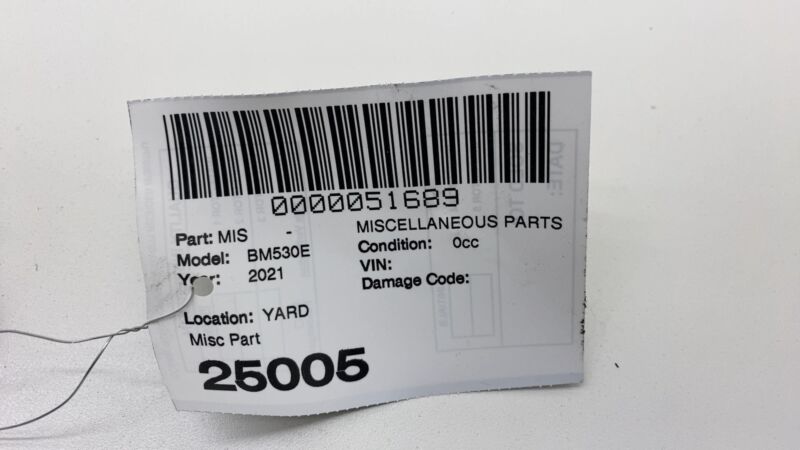 0000051689
Part: MIS - MISCELLANEOUS PARTS
Model: BM530E Condition: 0cc
Year: 2021 VIN:
Damage Code:
Location: YARD
Misc Part
25005